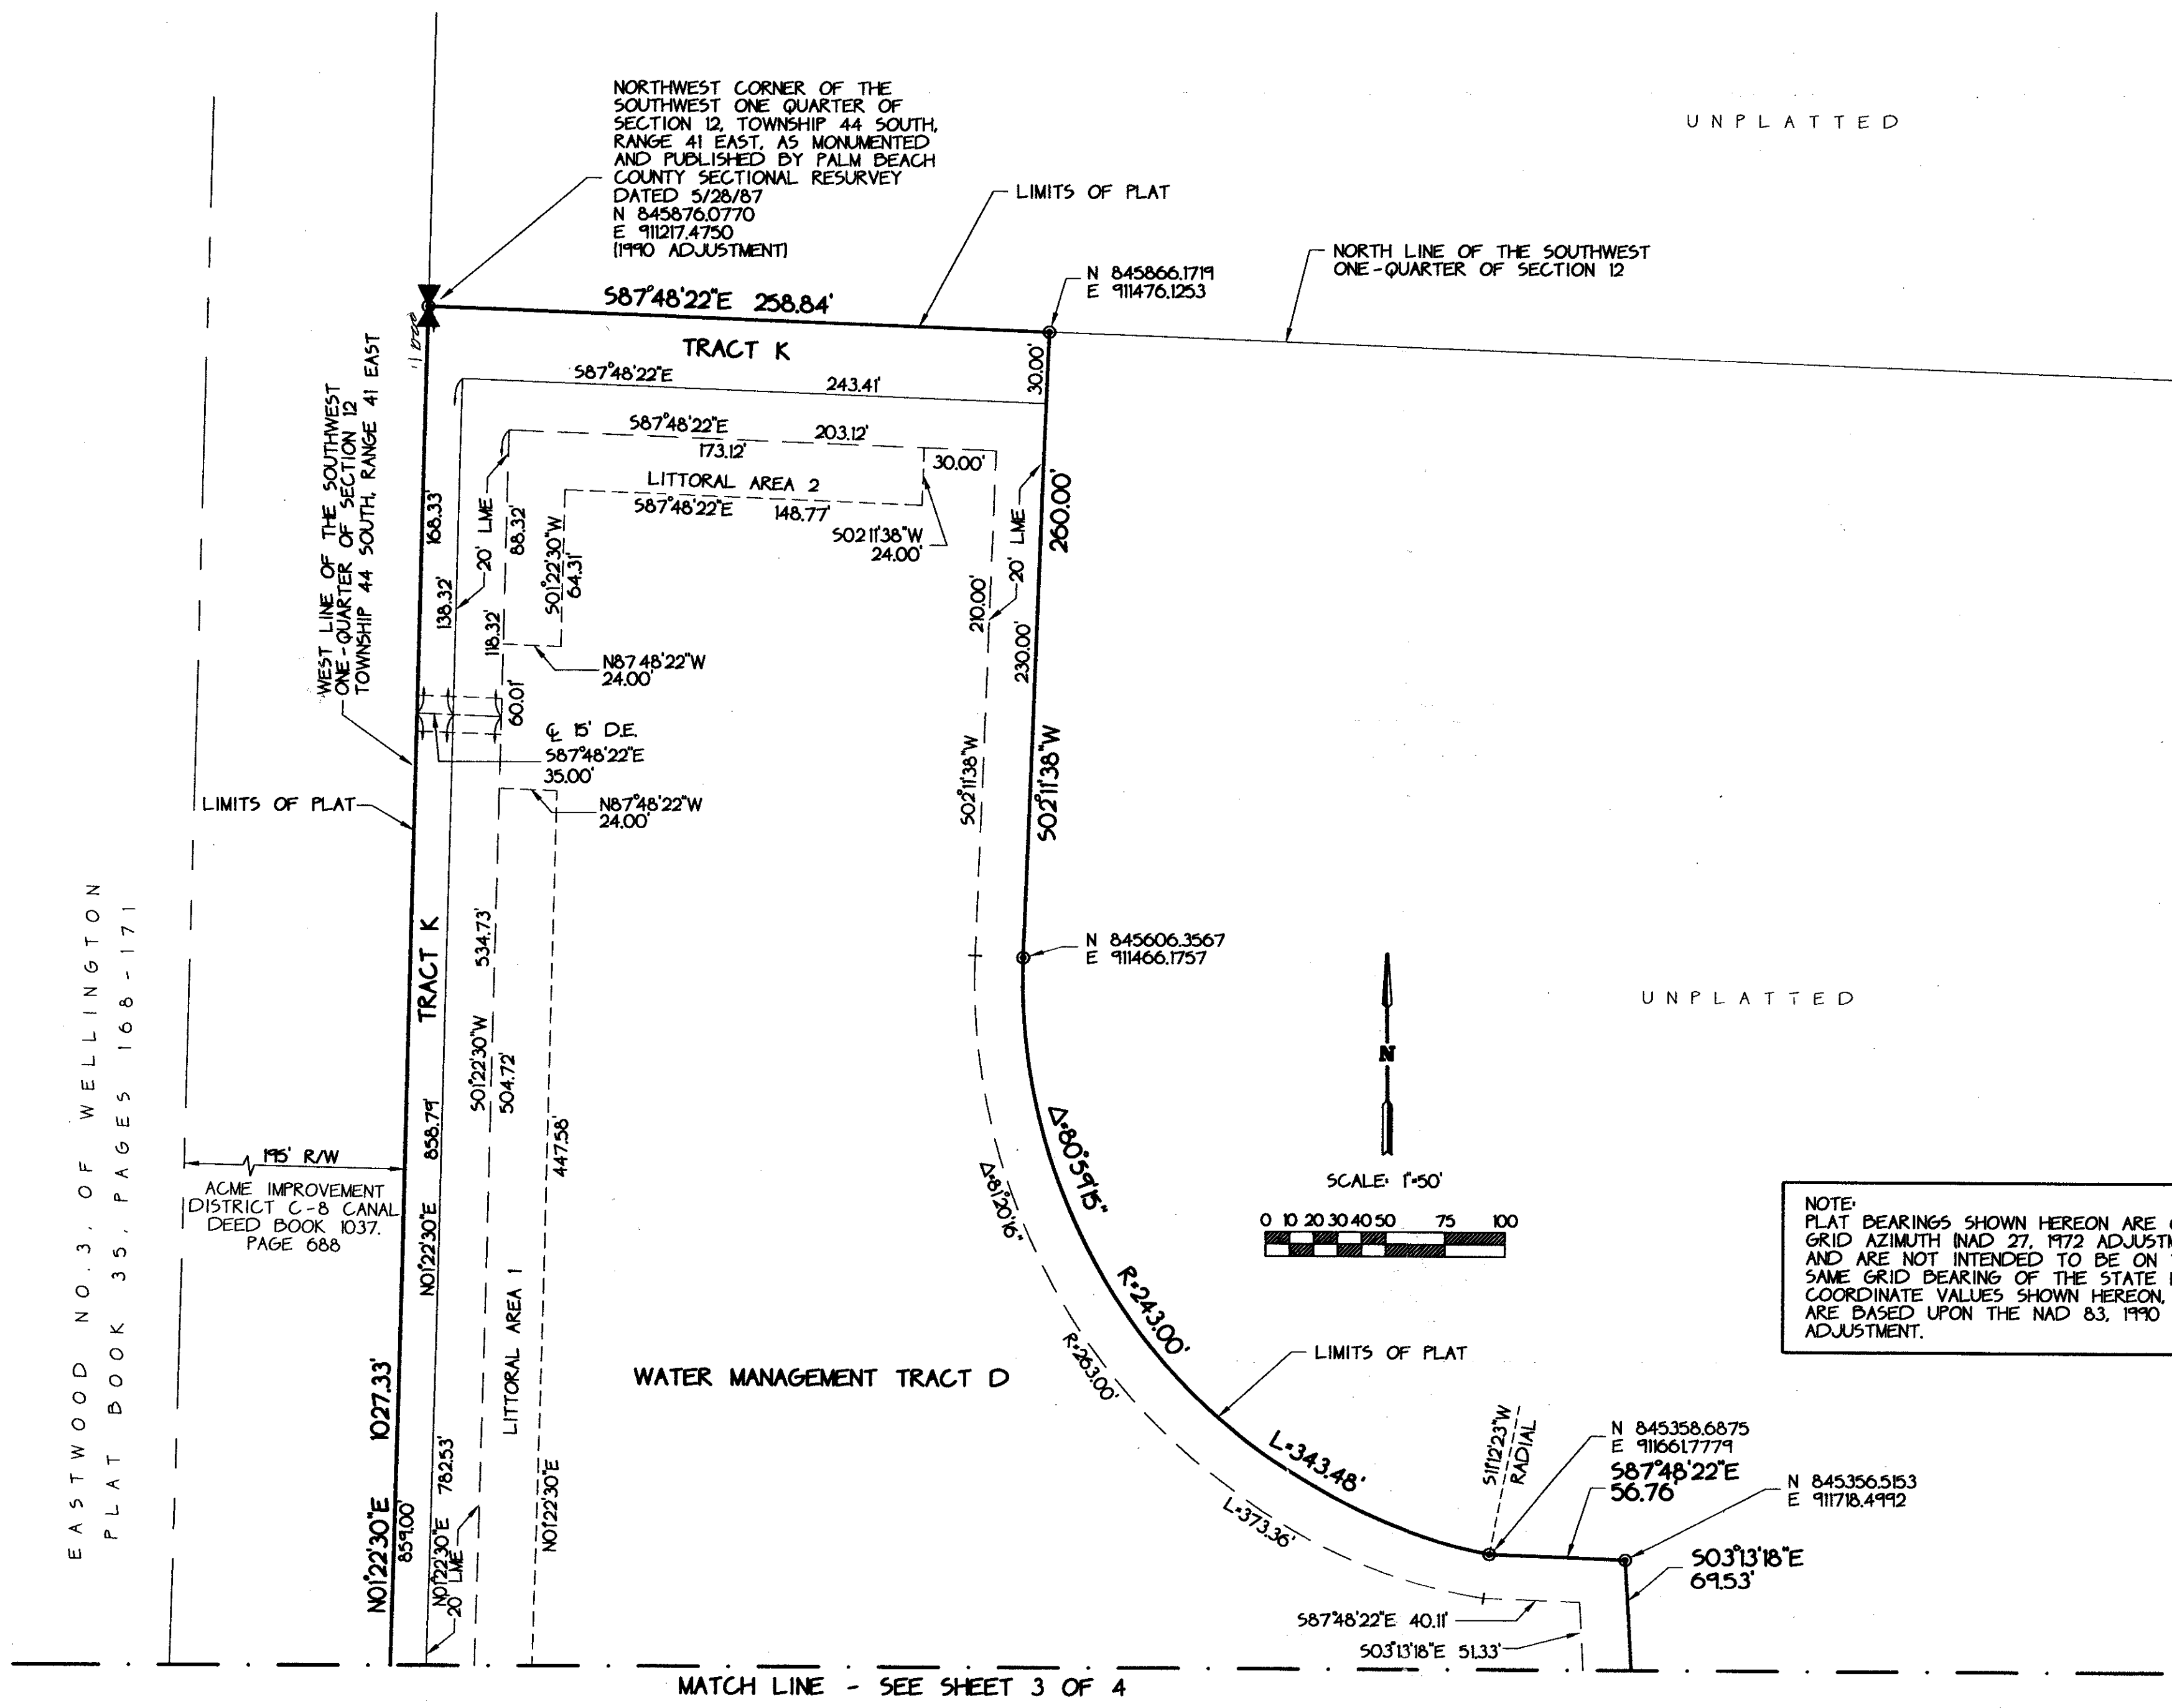 NORTHWEST CORNER OF THE
SOUTHWEST ONE QUARTER OF
SECTION 12, TOWNSHIP 44 SOUTH,
RANGE 41 EAST, AS MONUMENTED
AND PUBLISHED BY PALM BEACH
COUNTY SECTIONAL RESURVEY
DATED 5/28/87
N 845876.0770
E 911217.4750
(1990 ADJUSTMENT)
UNPLATTED
LIMITS OF PLAT
NORTH LINE OF THE SOUTHWEST
ONE-QUARTER OF SECTION 12
N 845866.1719
E 911476.1253
S87°48'22"E 258.84'
TRACT K
30.00'
S87°48'22"E 243.41'
S87°48'22"E 203.12'
173.12'
30.00'
LITTORAL AREA 2
S87°48'22"E 148.77'
S02 11'38"W
24.00'
WEST LINE OF THE SOUTHWEST
ONE-QUARTER OF SECTION 12
TOWNSHIP 44 SOUTH, RANGE 41 EAST
168.33'
138.32'
20' LME
88.32'
118.32'
S01°22'30"W
64.31'
60.01'
N87 48'22"W
24.00'
℄ 15' D.E.
S87°48'22"E
35.00'
N87°48'22"W
24.00'
20' LME
260.00'
210.00'
230.00'
S02°11'38"W
S02°11'38"W
LIMITS OF PLAT
TRACT K
534.73'
S01°22'30"W
504.72'
858.79'
N01°22'30"E
447.58'
N 845606.3567
E 911466.1757
UNPLATTED
N
SCALE: 1"=50'
0 10 20 30 40 50 75 100
EASTWOOD NO.3, OF WELLINGTON
PLAT BOOK 35, PAGES 168-171
195' R/W
ACME IMPROVEMENT
DISTRICT C-8 CANAL
DEED BOOK 1037.
PAGE 688
Δ=80°59'15"
Δ=81°20'16"
R=243.00'
R=263.00'
L=343.48'
L=373.36'
LIMITS OF PLAT
NOTE:
PLAT BEARINGS SHOWN HEREON ARE
GRID AZIMUTH (NAD 27, 1972
AND ARE NOT INTENDED TO BE ON
SAME GRID BEARING OF THE STATE
COORDINATE VALUES SHOWN HEREON,
ARE BASED UPON THE NAD 83, 1990
ADJUSTMENT.
LITTORAL AREA 1
WATER MANAGEMENT TRACT D
N01°22'30"E 1027.33'
859.00'
N01°22'30"E 782.53'
20' LME
N01°22'30"E
S11°12'23"W
RADIAL
N 845358.6875
E 911661.7779
S87°48'22"E
56.76'
N 845356.5153
E 911718.4992
S03°13'18"E
69.53'
S87°48'22"E 40.11'
S03°13'18"E 51.33'
MATCH LINE - SEE SHEET 3 OF 4